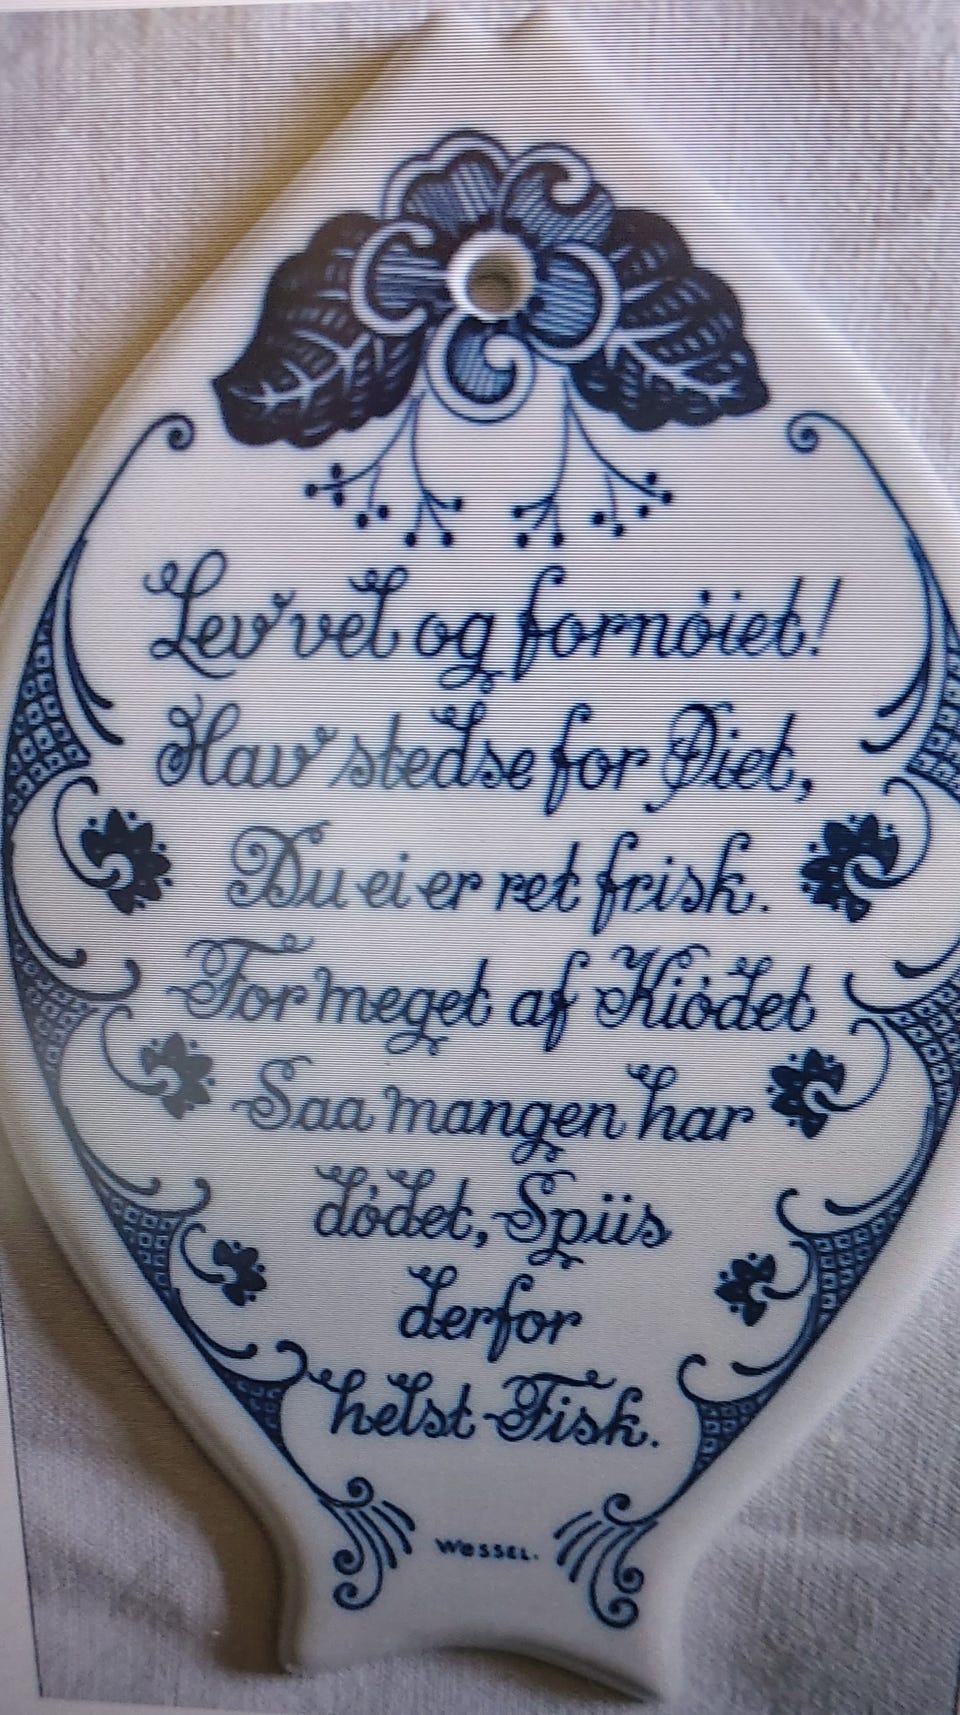 Lev vel og fornøiet!
Hav stedse for Øiet,
Du ei er ret frisk.
For meget af Kiødet
Saa mangen har
dødet, Spiis
derfor
helst Fisk.
WESSEL.